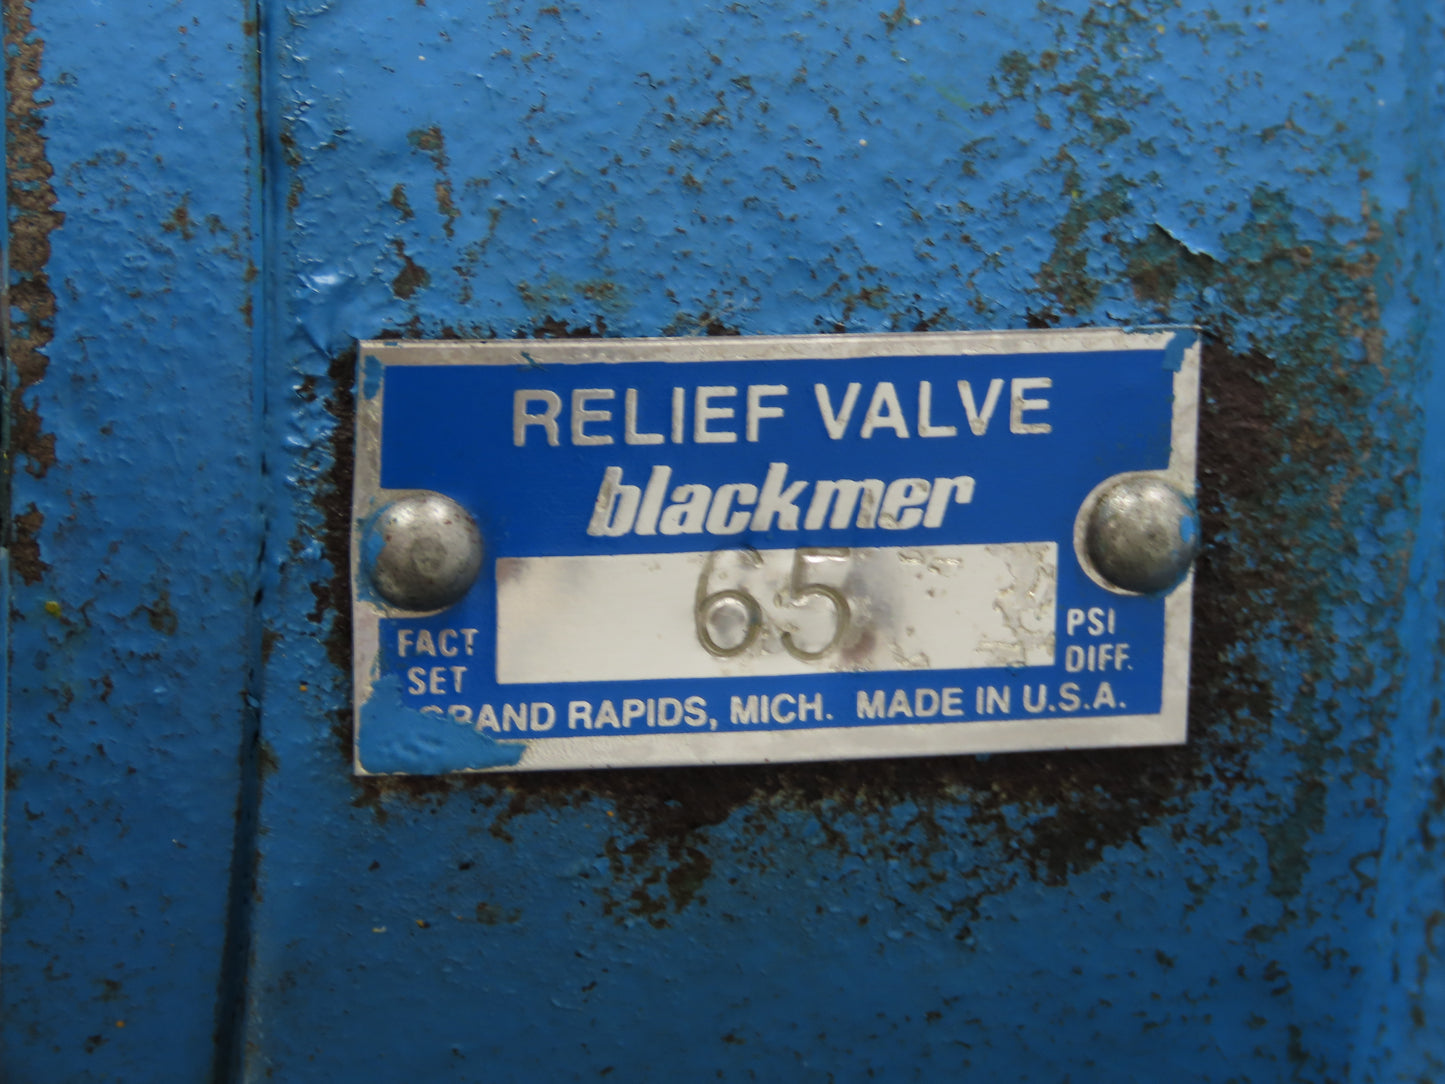 RELIEF VALVE
blackmer
FACT SET 65 PSI DIFF.
GRAND RAPIDS, MICH. MADE IN U.S.A.